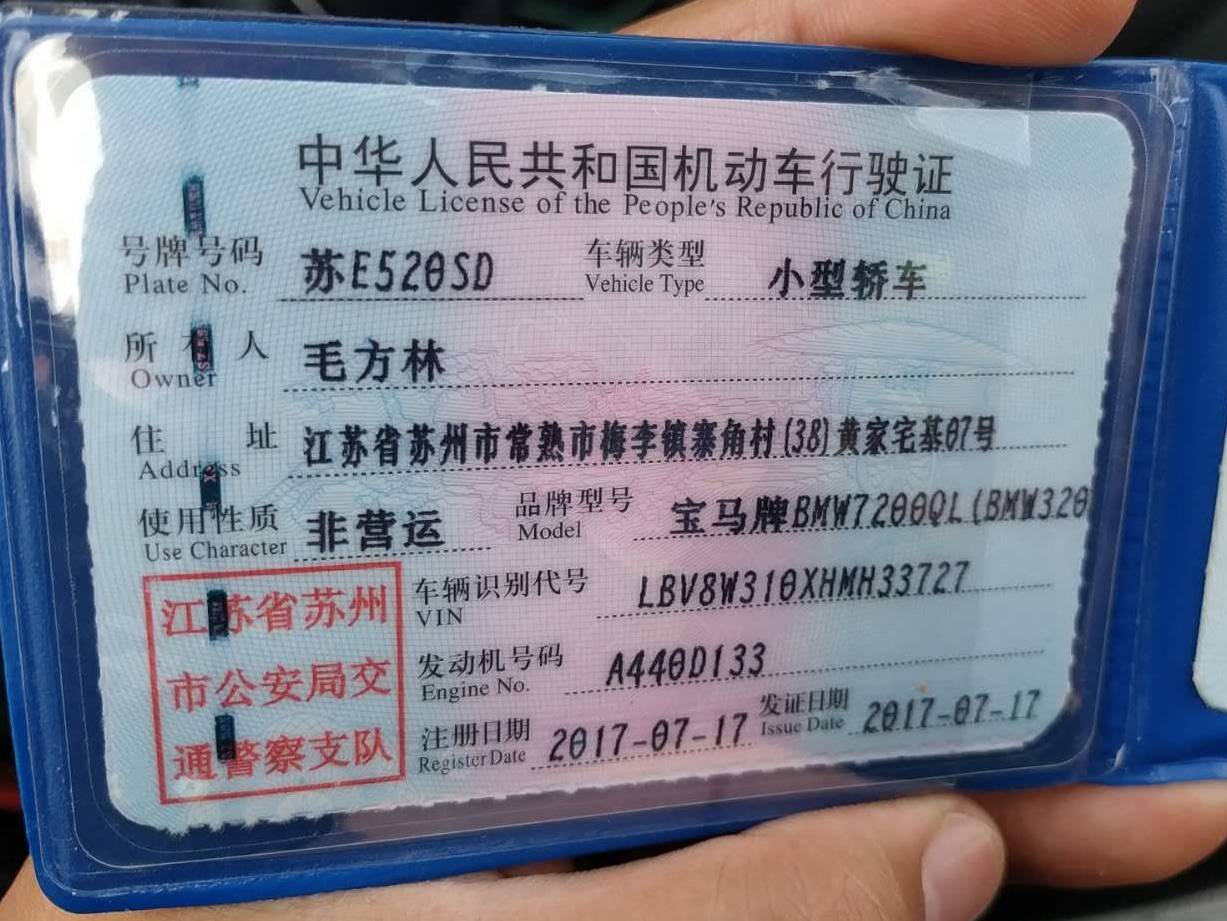 中华人民共和国机动车行驶证
Vehicle License of the People's Republic of China
号牌号码 苏E520SD 车辆类型 小型轿车
Plate No. Vehicle Type
所有人 毛方林
Owner
住址 江苏省苏州市常熟市梅李镇寨角村(38)黄家宅基07号
Address
使用性质 非营运 品牌型号 宝马牌BMW7200QL(BMW320
Use Character Model
车辆识别代号 LBV8W310XHMH33727
VIN
发动机号码 A440D133
Engine No.
注册日期 2017-07-17 发证日期 2017-07-17
Register Date Issue Date
江苏省苏州
市公安局交
通警察支队